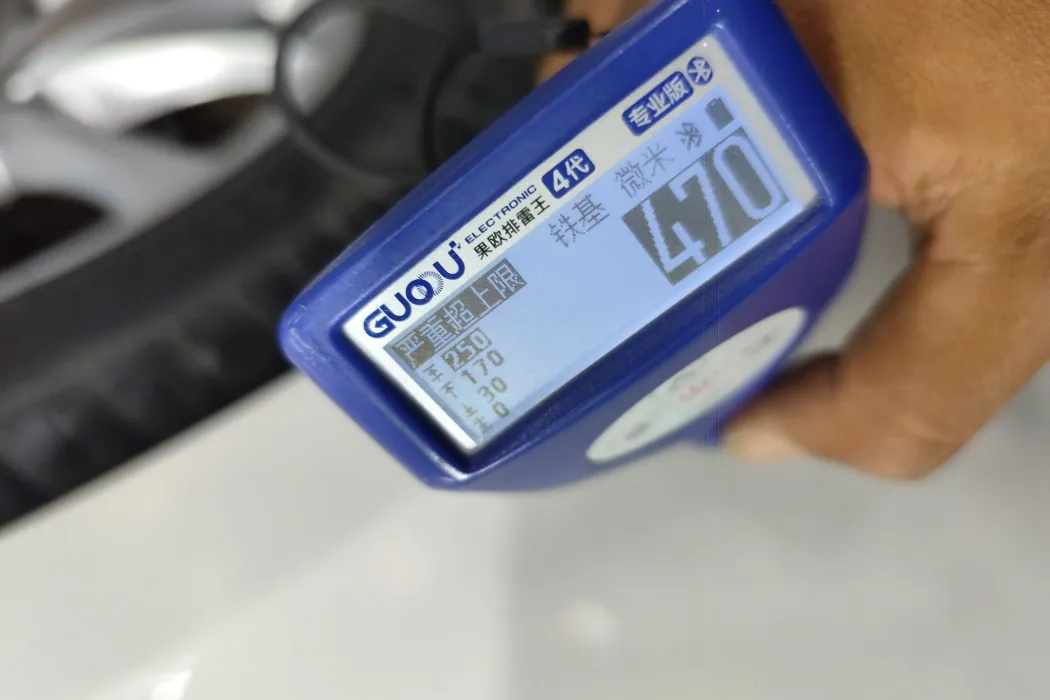 GUOOU
ELECTRONIC
果欧排雷王
4代
专业版
铁基
微米
470
严重超上限
250
170
30
0